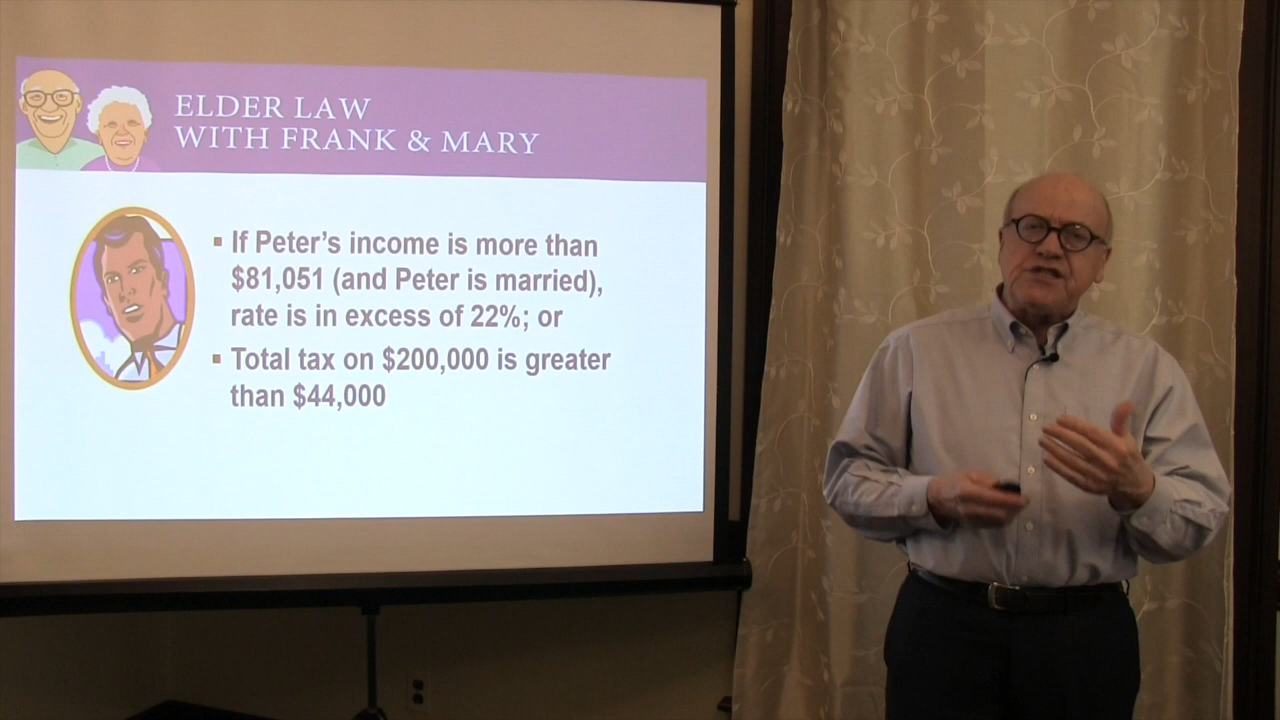 ELDER LAW
WITH FRANK & MARY
▪ If Peter’s income is more than
$81,051 (and Peter is married),
rate is in excess of 22%; or
▪ Total tax on $200,000 is greater
than $44,000